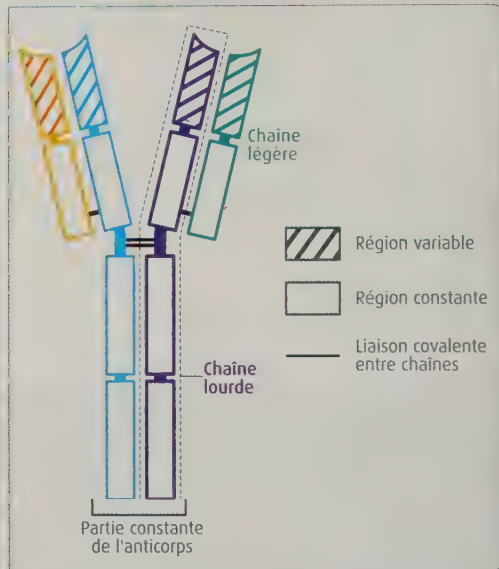 Chaîne
légère
Région variable
Région constante
Liaison covalente
entre chaînes
Chaîne
lourde
Partie constante
de l'anticorps